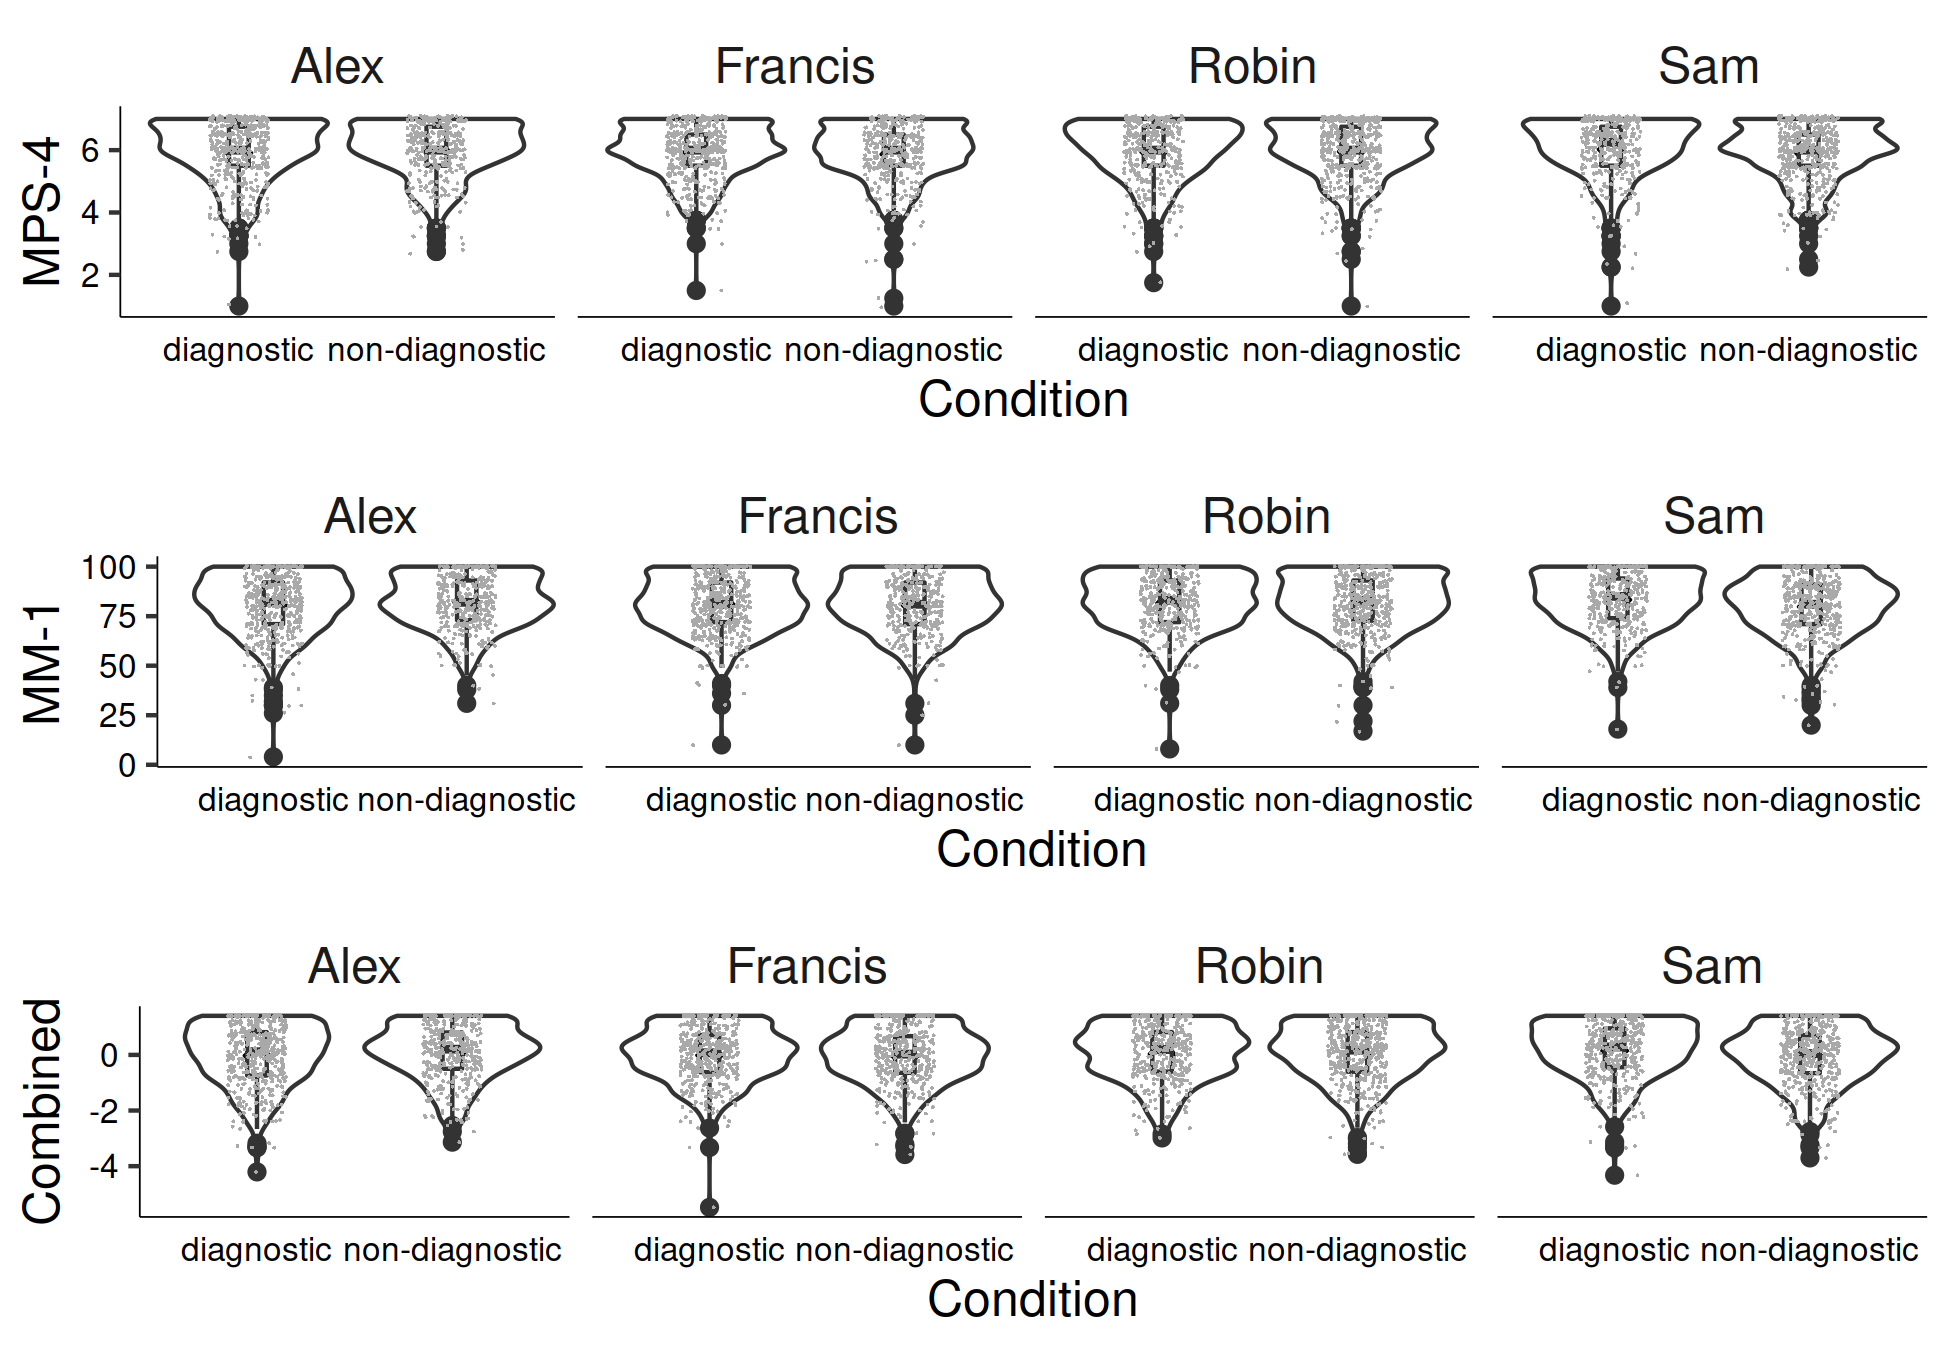 Alex Francis Robin Sam
MPS-4
6
4
2
diagnostic non-diagnostic diagnostic non-diagnostic diagnostic non-diagnostic diagnostic non-diagnostic
Condition
Alex Francis Robin Sam
MM-1
100
75
50
25
0
diagnostic non-diagnostic diagnostic non-diagnostic diagnostic non-diagnostic diagnostic non-diagnostic
Condition
Alex Francis Robin Sam
Combined
0
-2
-4
diagnostic non-diagnostic diagnostic non-diagnostic diagnostic non-diagnostic diagnostic non-diagnostic
Condition